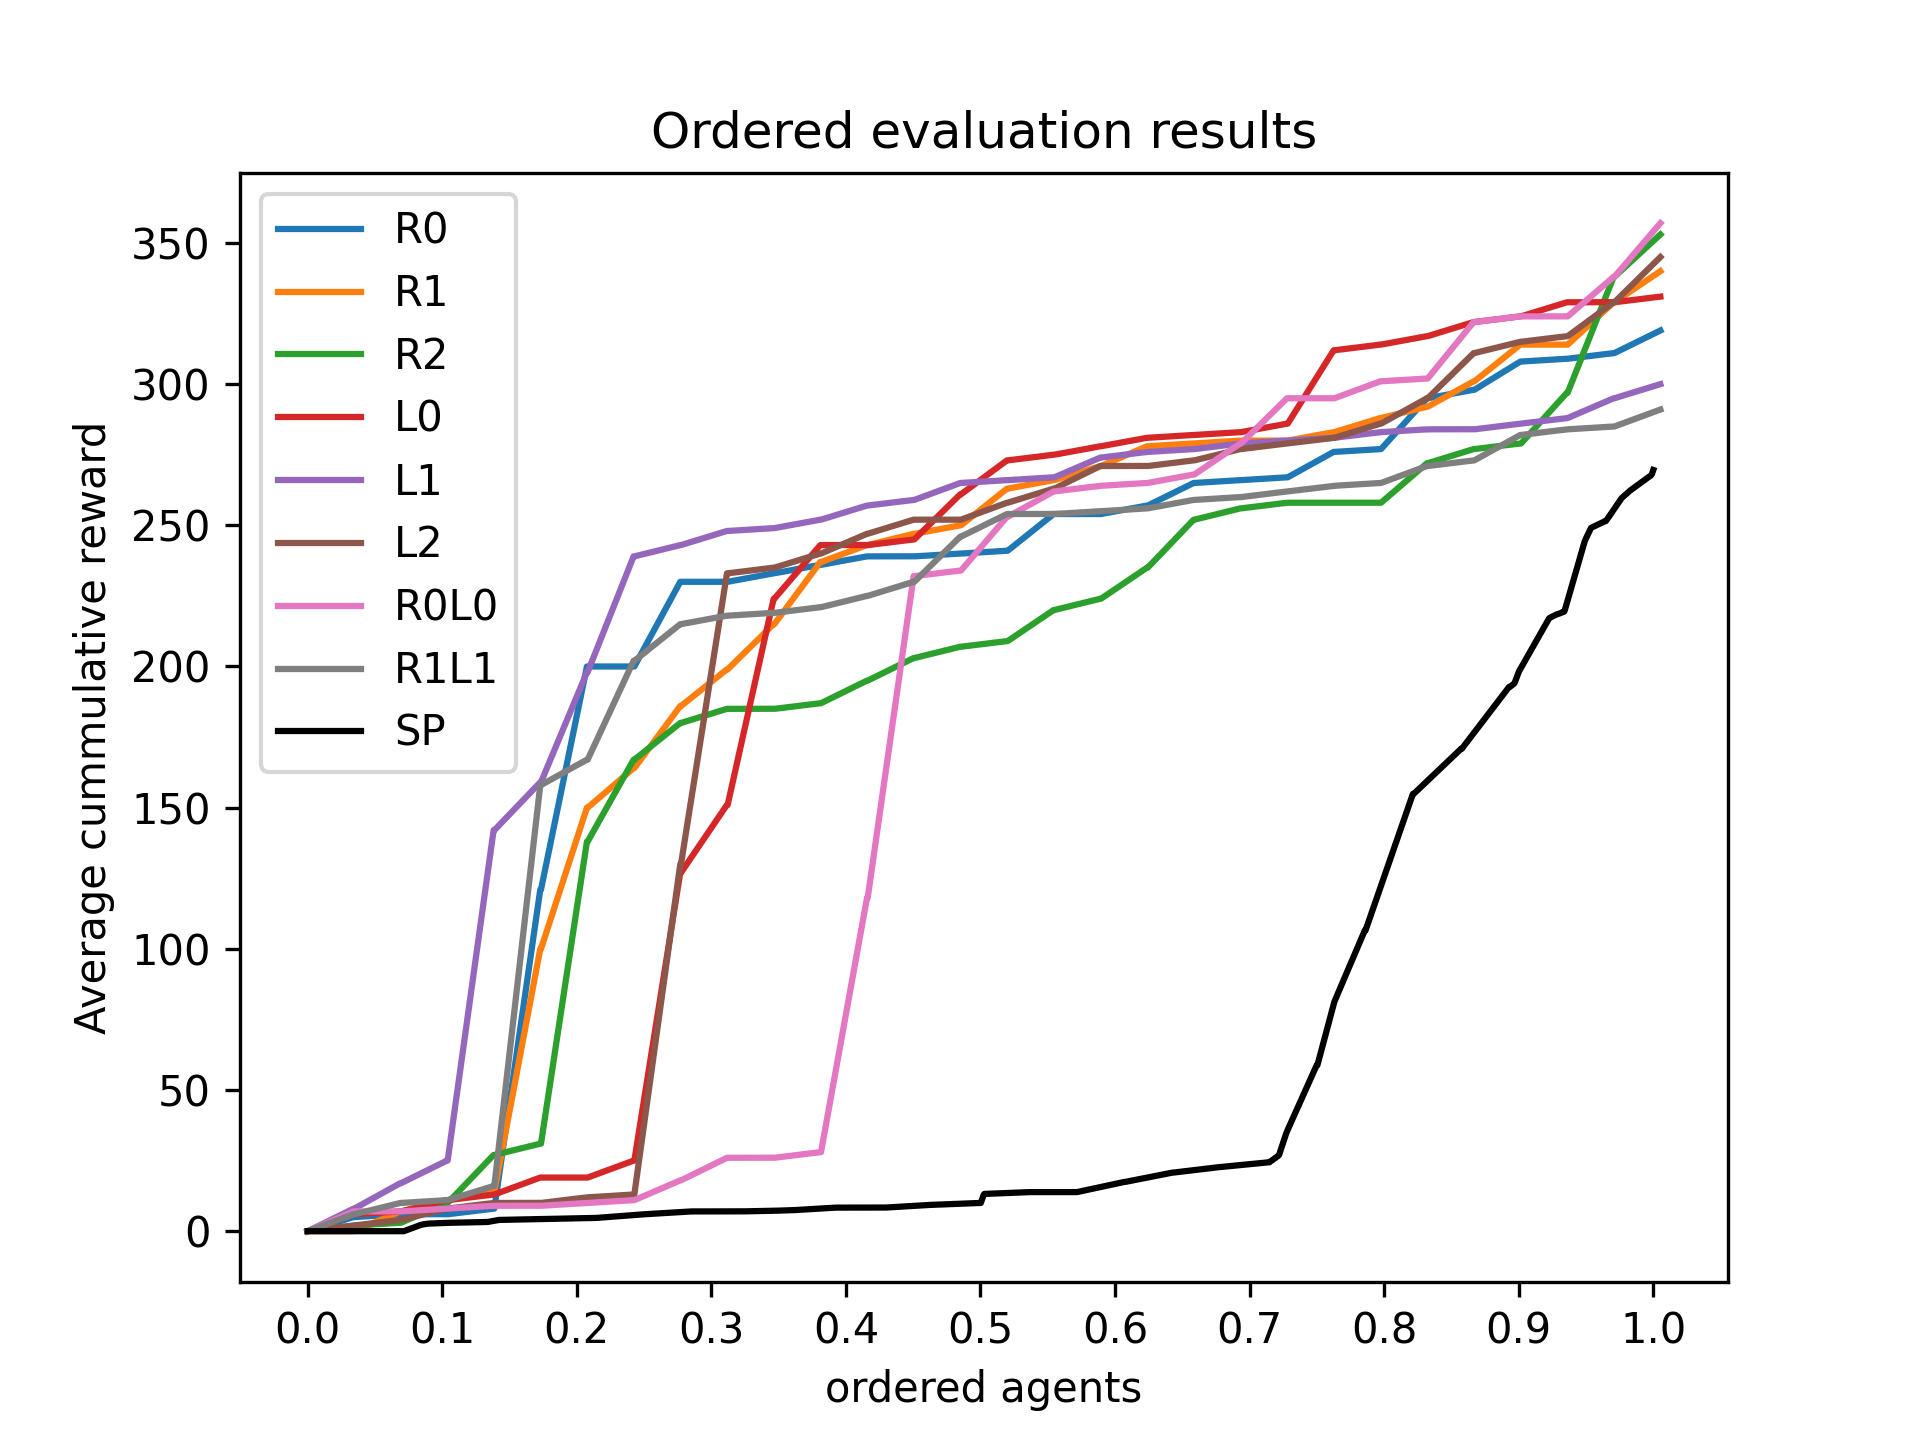 Ordered evaluation results
Average cummulative reward
350
300
250
200
150
100
50
0
R0
R1
R2
L0
L1
L2
R0L0
R1L1
SP
0.0 0.1 0.2 0.3 0.4 0.5 0.6 0.7 0.8 0.9 1.0
ordered agents